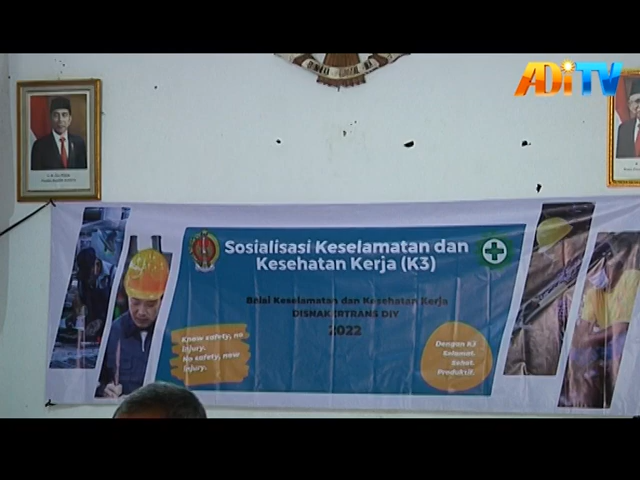 ADiTV
Sosialisasi Keselamatan dan
Kesehatan Kerja (K3)
Balai Keselamatan dan Kesehatan Kerja
DISNAKERTRANS DIY
2022
Know safety, no
injury.
No safety, now
injury.
Dengan K3
Selamat.
Sehat.
Produktif.